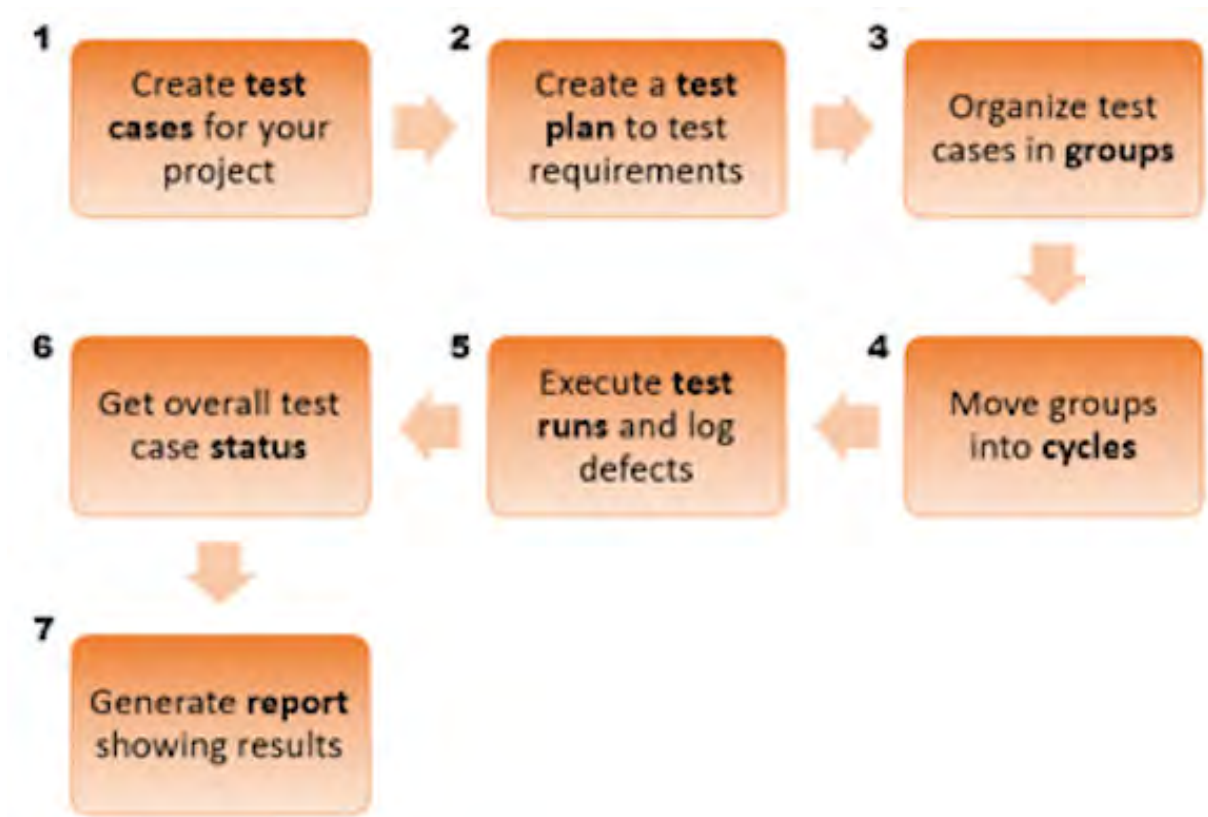 1
Create test
cases for your
project
2
Create a test
plan to test
requirements
3
Organize test
cases in groups
4
Move groups
into cycles
5
Execute test
runs and log
defects
6
Get overall test
case status
7
Generate report
showing results